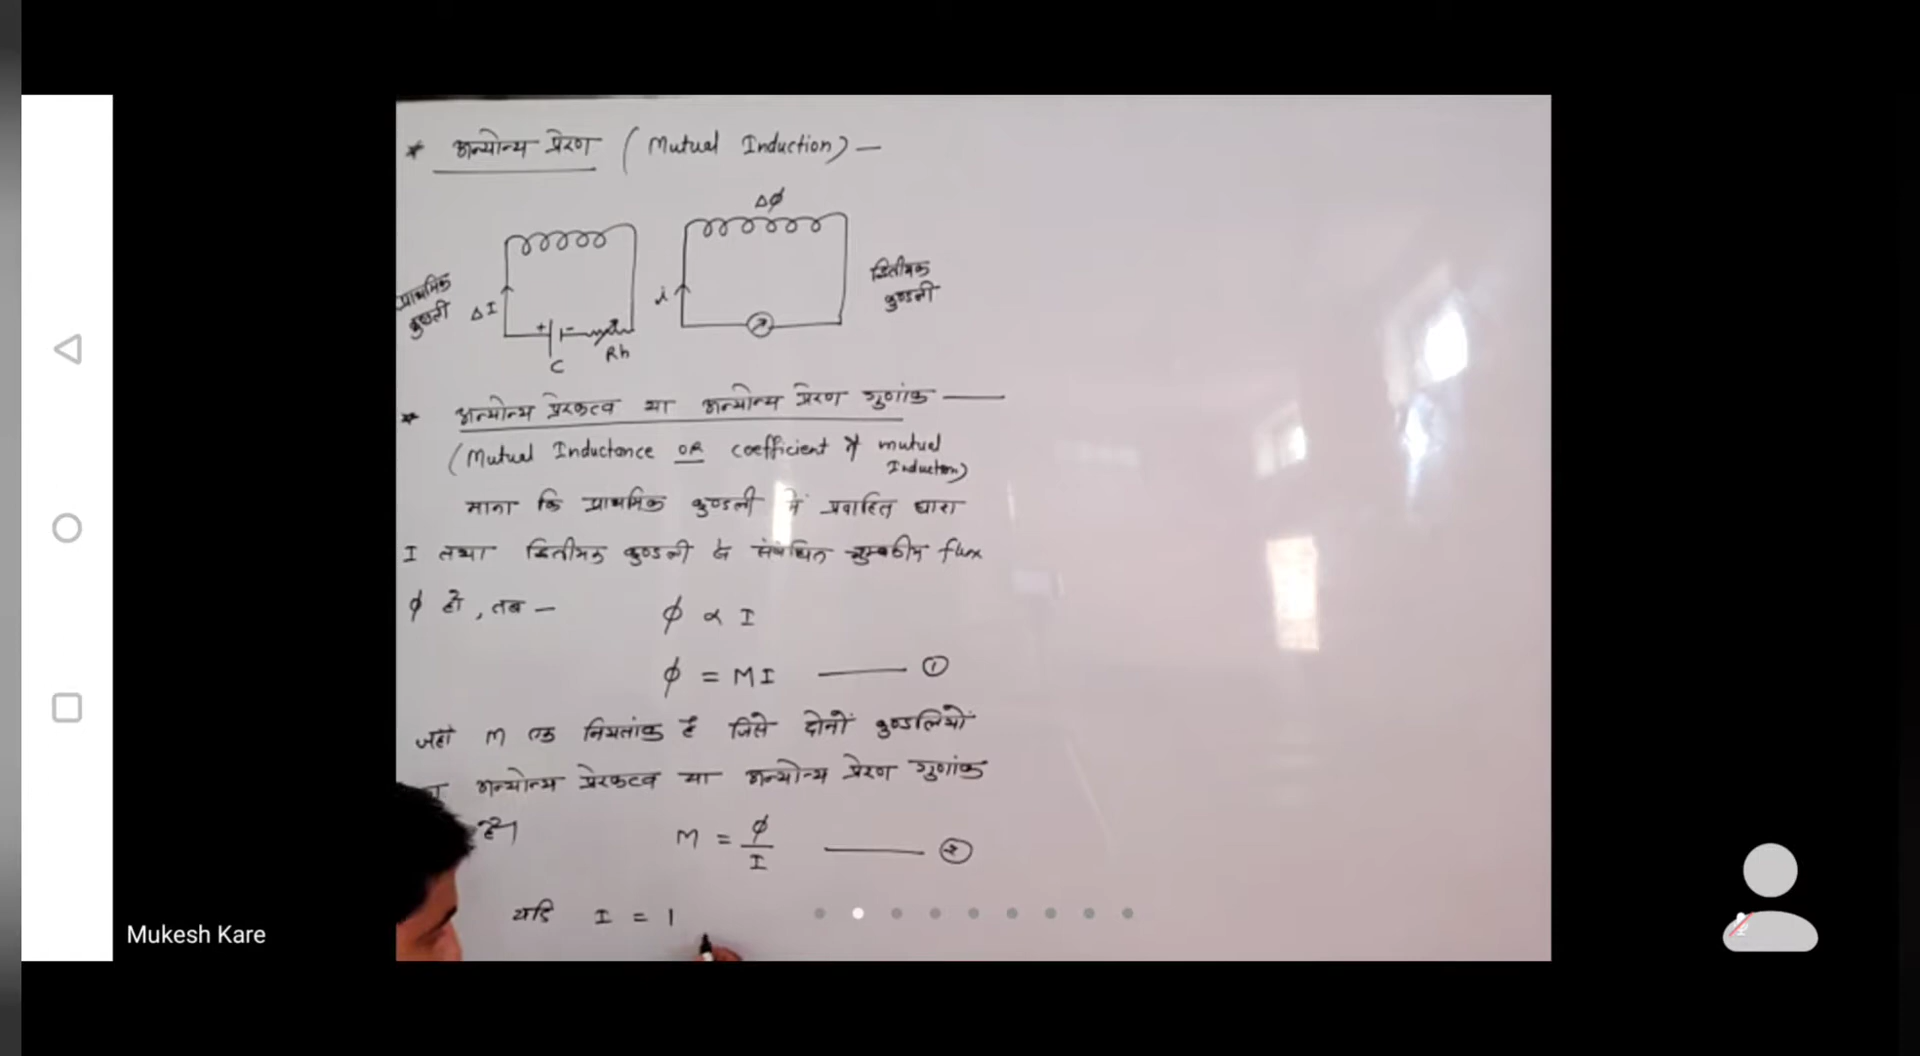 * अन्योन्य प्रेरण (Mutual Induction) —
Δφ
प्राथमिक
कुण्डली
ΔI
+ -
C
Rh
i
द्वितीयक
कुण्डली
* अन्योन्य प्रेरकत्व या अन्योन्य प्रेरण गुणांक —
(Mutual Inductance OR coefficient of mutual
Inducton)
माना कि प्राथमिक कुण्डली में प्रवाहित धारा
I तथा द्वितीयक कुण्डली से संबंधित चुम्बकीय flux
φ हो, तब —
φ ∝ I
φ = MI —— ①
जहाँ M एक नियतांक है जिसे दोनों कुण्डलियों
अन्योन्य प्रेरकत्व या अन्योन्य प्रेरण गुणांक
है।
M = φ/I —— ②
यदि I = 1
Mukesh Kare